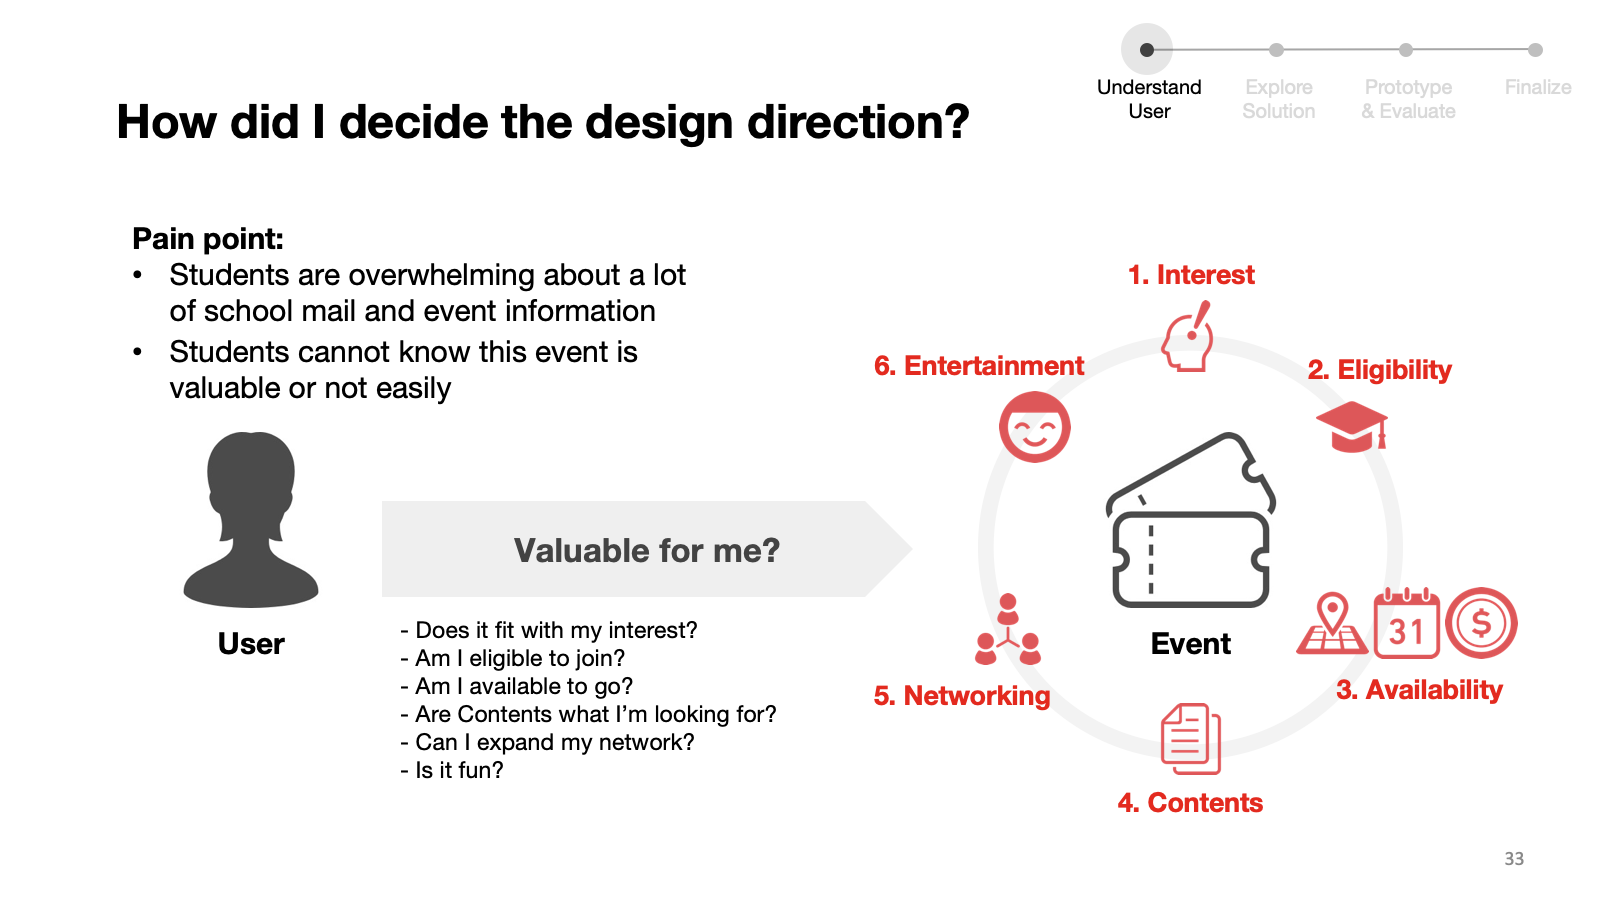 Understand
User
Explore
Solution
Prototype
& Evaluate
Finalize
How did I decide the design direction?
Pain point:
• Students are overwhelming about a lot
of school mail and event information
• Students cannot know this event is
valuable or not easily
User
Valuable for me?
- Does it fit with my interest?
- Am I eligible to join?
- Am I available to go?
- Are Contents what I’m looking for?
- Can I expand my network?
- Is it fun?
1. Interest
2. Eligibility
31
$
3. Availability
4. Contents
5. Networking
6. Entertainment
Event
33